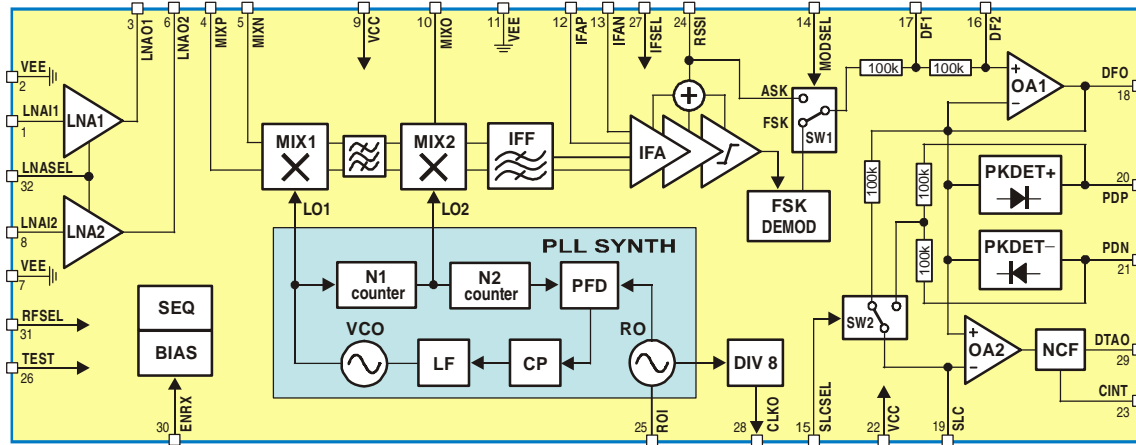 3 LNAO1
6 LNAO2
4 MIXP
5 MIXN
9 VCC
10 MIXO
11 VEE
12 IFAP
13 IFAN
27 IFSEL
24 RSSI
14 MODSEL
17 DF1
16 DF2
VEE
2
LNAI1
1
LNASEL
32
LNAI2
8
VEE
7
RFSEL
31
TEST
26
LNA1
LNA2
MIX1
MIX2
IFF
IFA
+
ASK
FSK
SW1
FSK
DEMOD
100k
100k
+
−
OA1
DFO
18
100k
100k
100k
PKDET+
20
PDP
PKDET−
PDN
21
LO1
LO2
PLL SYNTH
N1
counter
N2
counter
PFD
VCO
LF
CP
RO
DIV 8
SEQ
BIAS
SW2
+
−
OA2
NCF
DTAO
29
CINT
23
30 ENRX
25 ROI
28 CLKO
15 SLCSEL
22 VCC
19 SLC